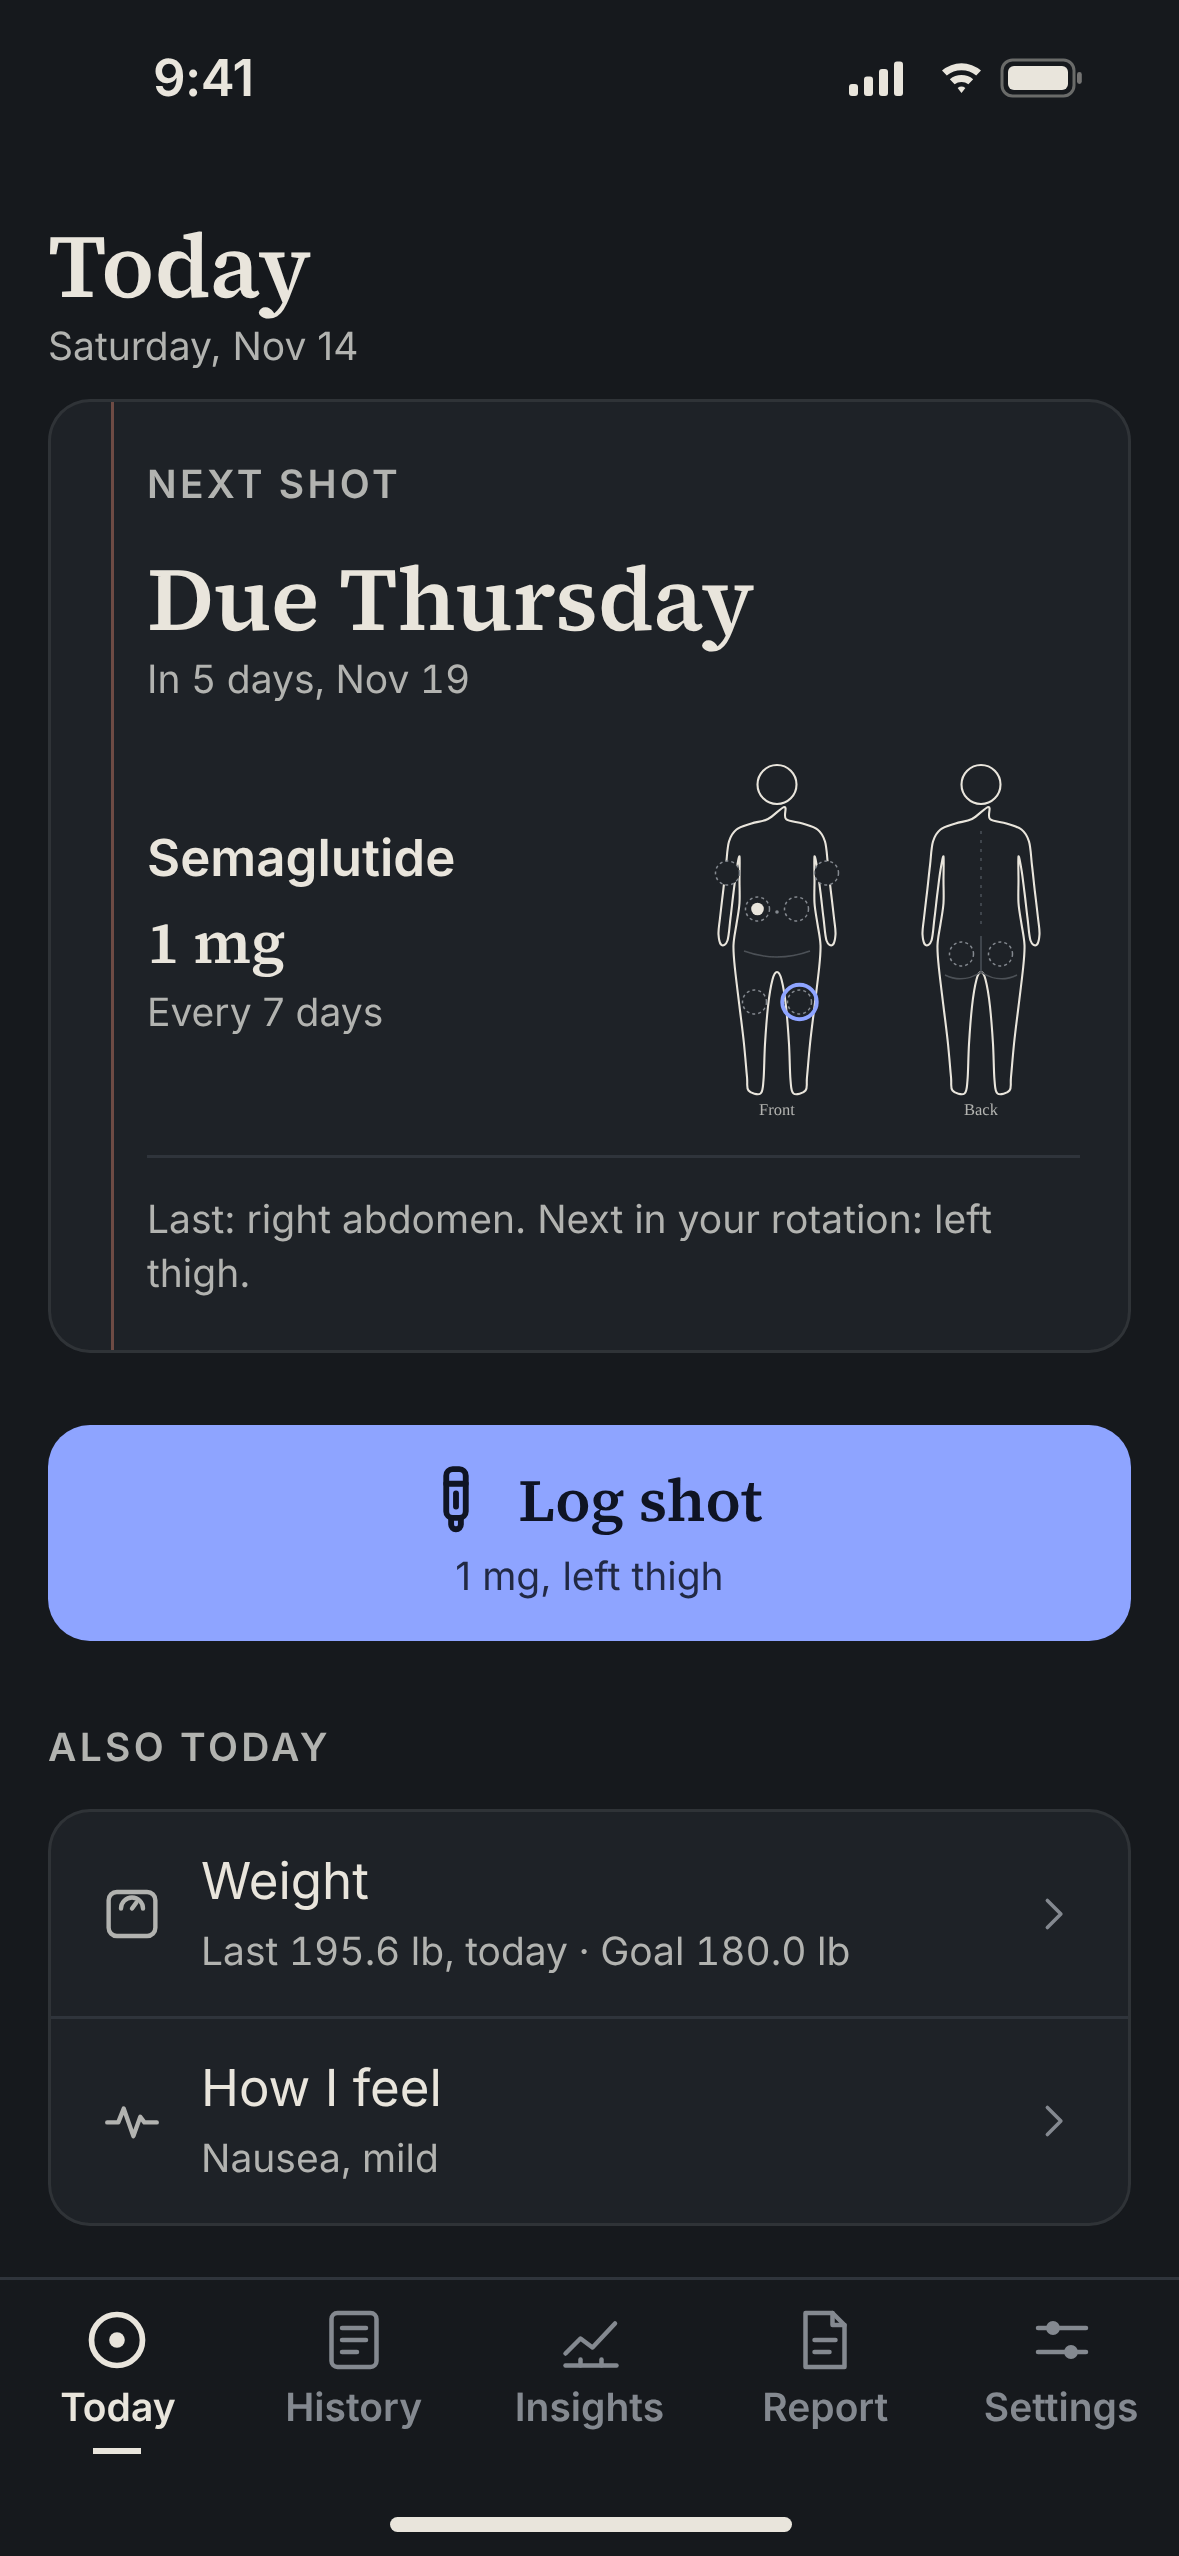 9:41
Today
Saturday, Nov 14
NEXT SHOT
Due Thursday
In 5 days, Nov 19
Semaglutide
1 mg
Every 7 days
Front
Back
Last: right abdomen. Next in your rotation: left
thigh.
Log shot
1 mg, left thigh
ALSO TODAY
Weight
Last 195.6 lb, today · Goal 180.0 lb
How I feel
Nausea, mild
Today
History
Insights
Report
Settings